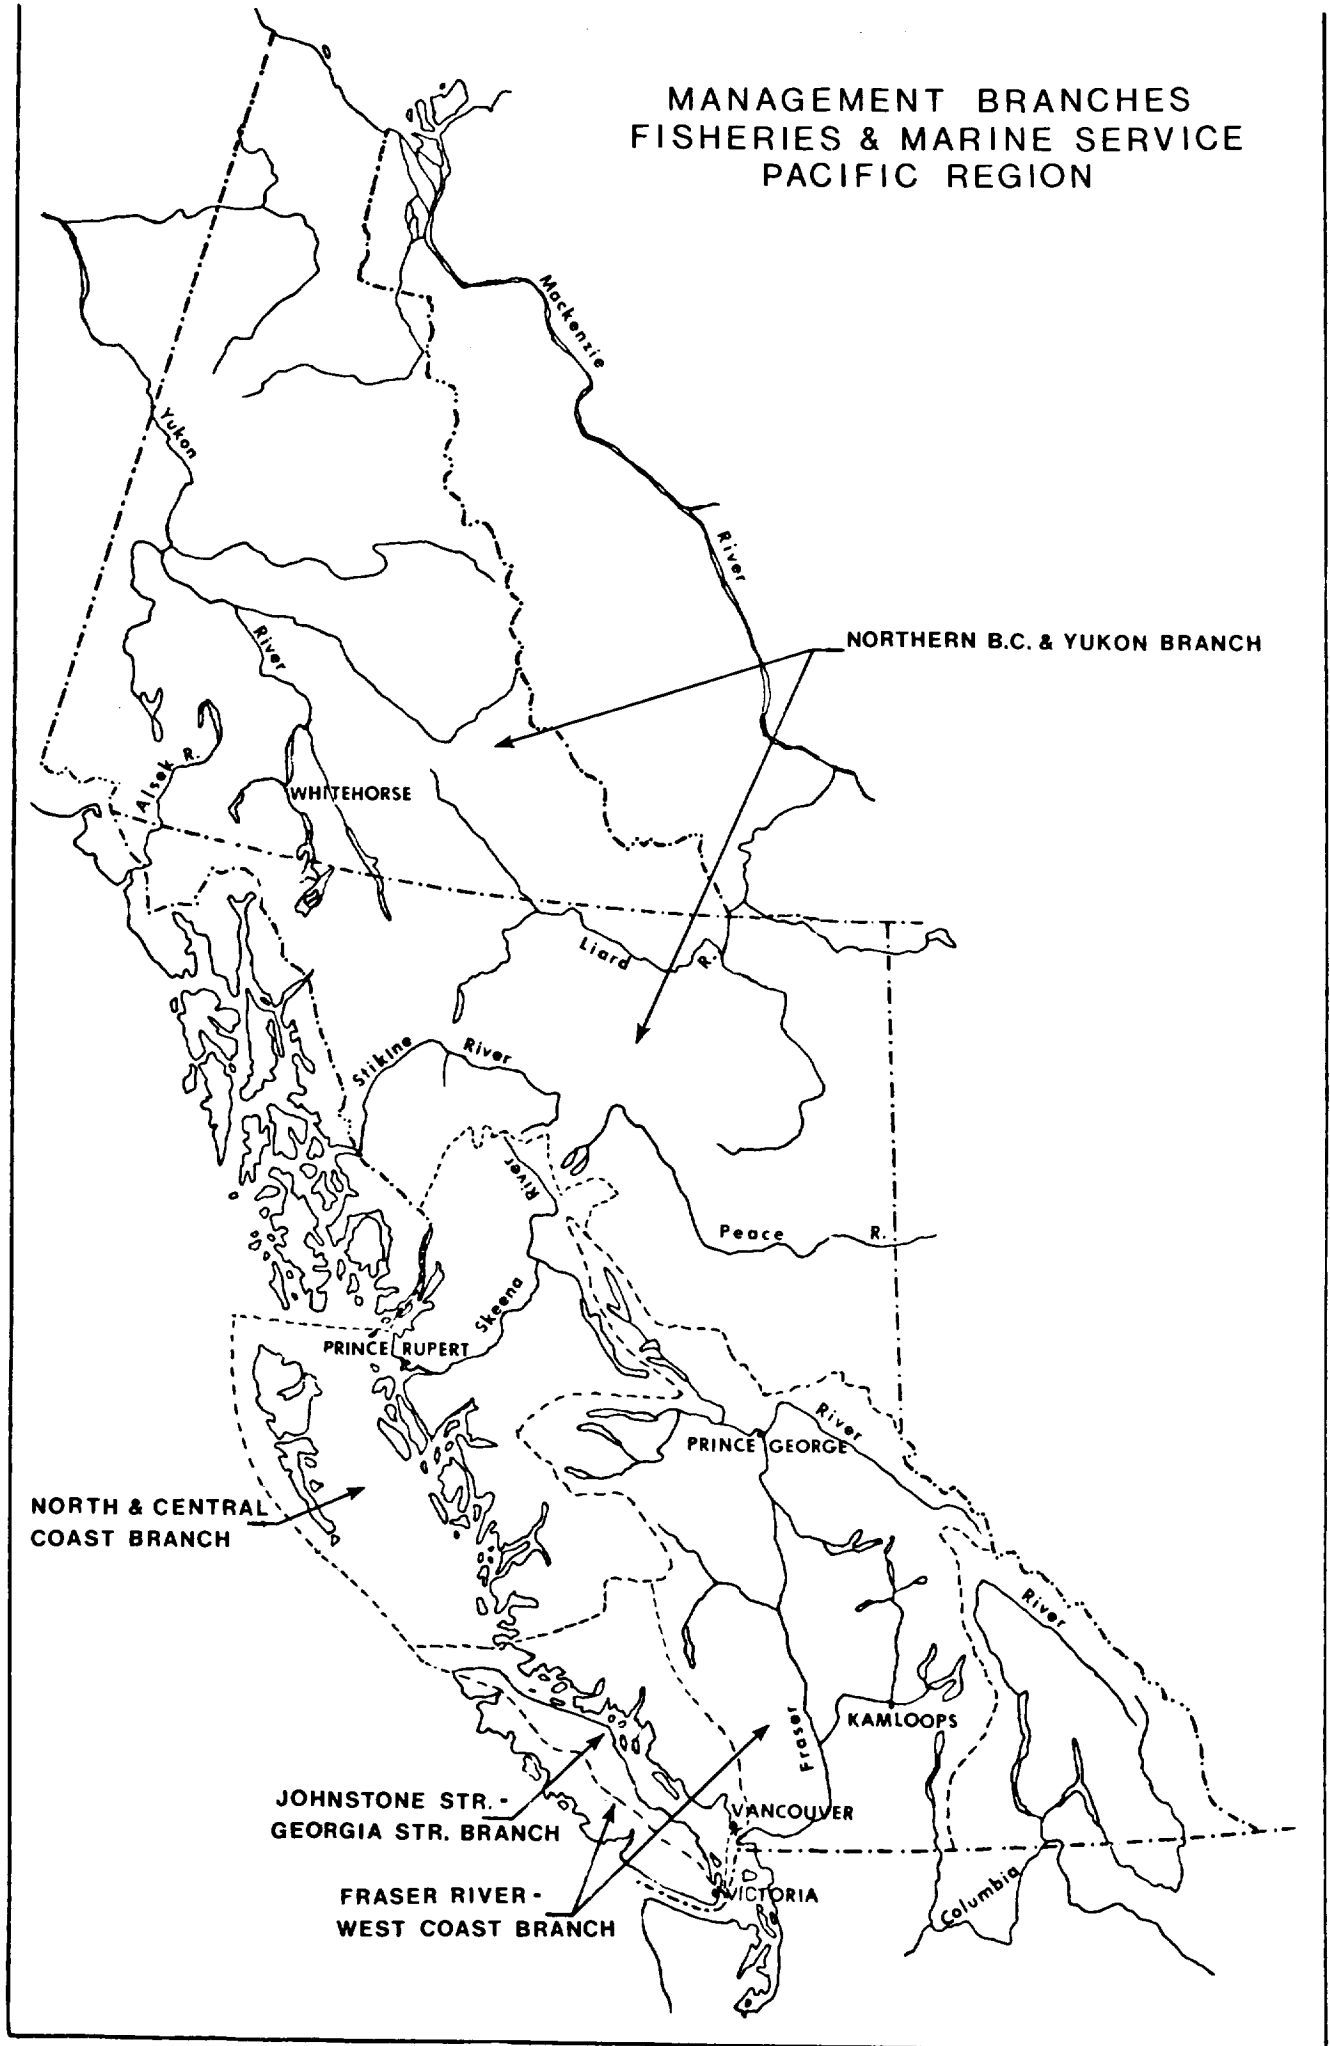 MANAGEMENT BRANCHES
FISHERIES & MARINE SERVICE
PACIFIC REGION
Mackenzie
River
Yukon
River
NORTHERN B.C. & YUKON BRANCH
Alsek R.
WHITEHORSE
Liard R.
Stikine River
River
Skeena
Peace R.
PRINCE RUPERT
River
PRINCE GEORGE
NORTH & CENTRAL
COAST BRANCH
River
Fraser
KAMLOOPS
JOHNSTONE STR. -
GEORGIA STR. BRANCH
VANCOUVER
FRASER RIVER -
WEST COAST BRANCH
VICTORIA
Columbia